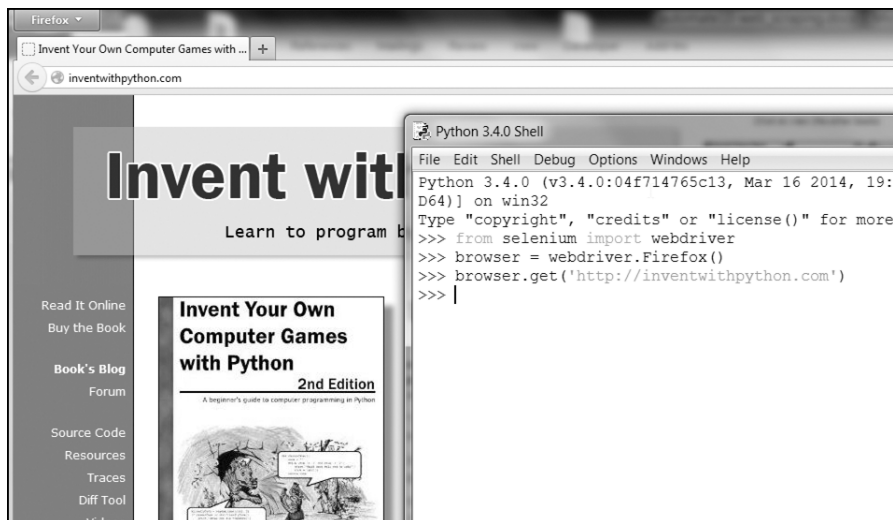 Firefox
Invent Your Own Computer Games with ...
+
inventwithpython.com
Invent with
Learn to program b
Read It Online
Buy the Book
Book's Blog
Forum
Source Code
Resources
Traces
Diff Tool
Invent Your Own
Computer Games
with Python
2nd Edition
A beginner's guide to computer programming in Python
Python 3.4.0 Shell
File Edit Shell Debug Options Windows Help
Python 3.4.0 (v3.4.0:04f714765c13, Mar 16 2014, 19:
D64)] on win32
Type "copyright", "credits" or "license()" for more
>>> from selenium import webdriver
>>> browser = webdriver.Firefox()
>>> browser.get('http://inventwithpython.com')
>>>